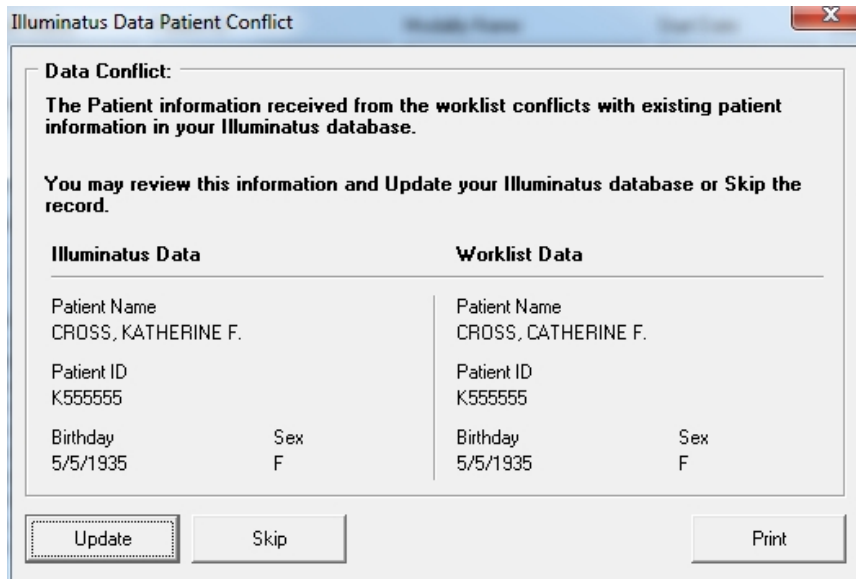 Illuminatus Data Patient Conflict
Data Conflict:
The Patient information received from the worklist conflicts with existing patient
information in your Illuminatus database.
You may review this information and Update your Illuminatus database or Skip the
record.
Illuminatus Data Worklist Data
Patient Name Patient Name
CROSS, KATHERINE F. CROSS, CATHERINE F.
Patient ID Patient ID
K555555 K555555
Birthday Sex Birthday Sex
5/5/1935 F 5/5/1935 F
Update Skip Print